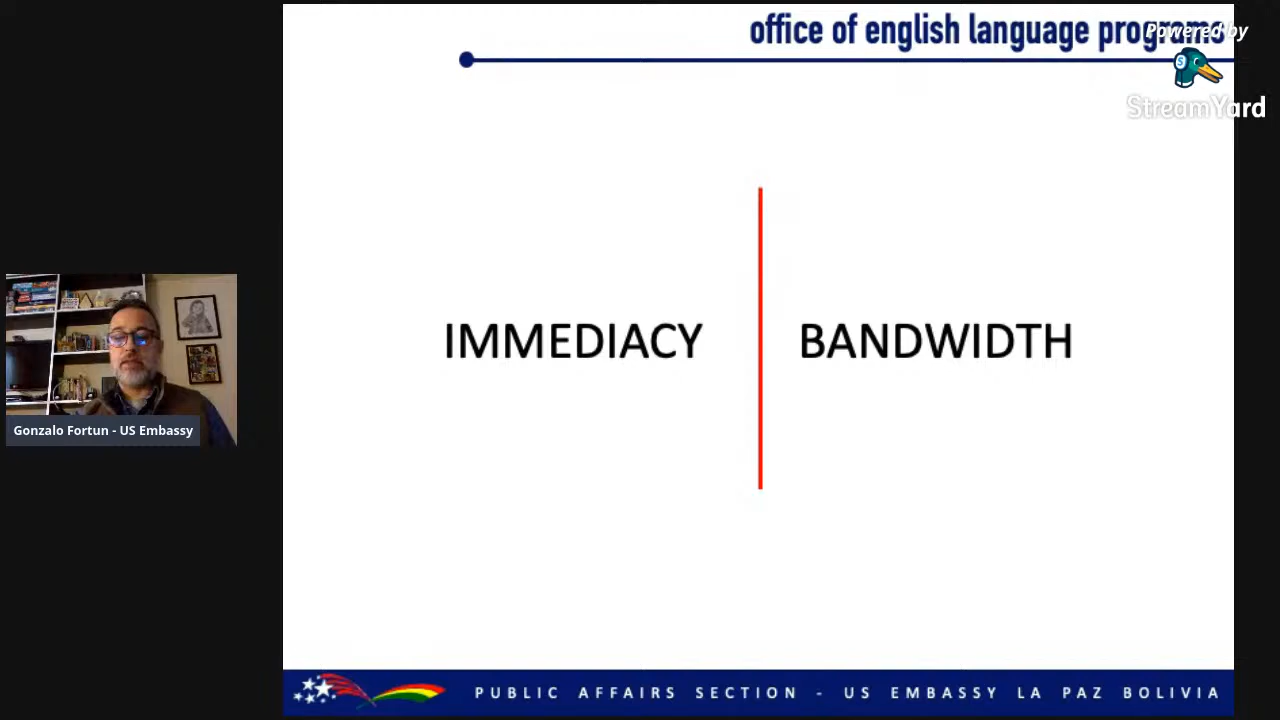 office of english language programs
Powered by
StreamYard
IMMEDIACY
BANDWIDTH
Gonzalo Fortun - US Embassy
PUBLIC AFFAIRS SECTION - US EMBASSY LA PAZ BOLIVIA